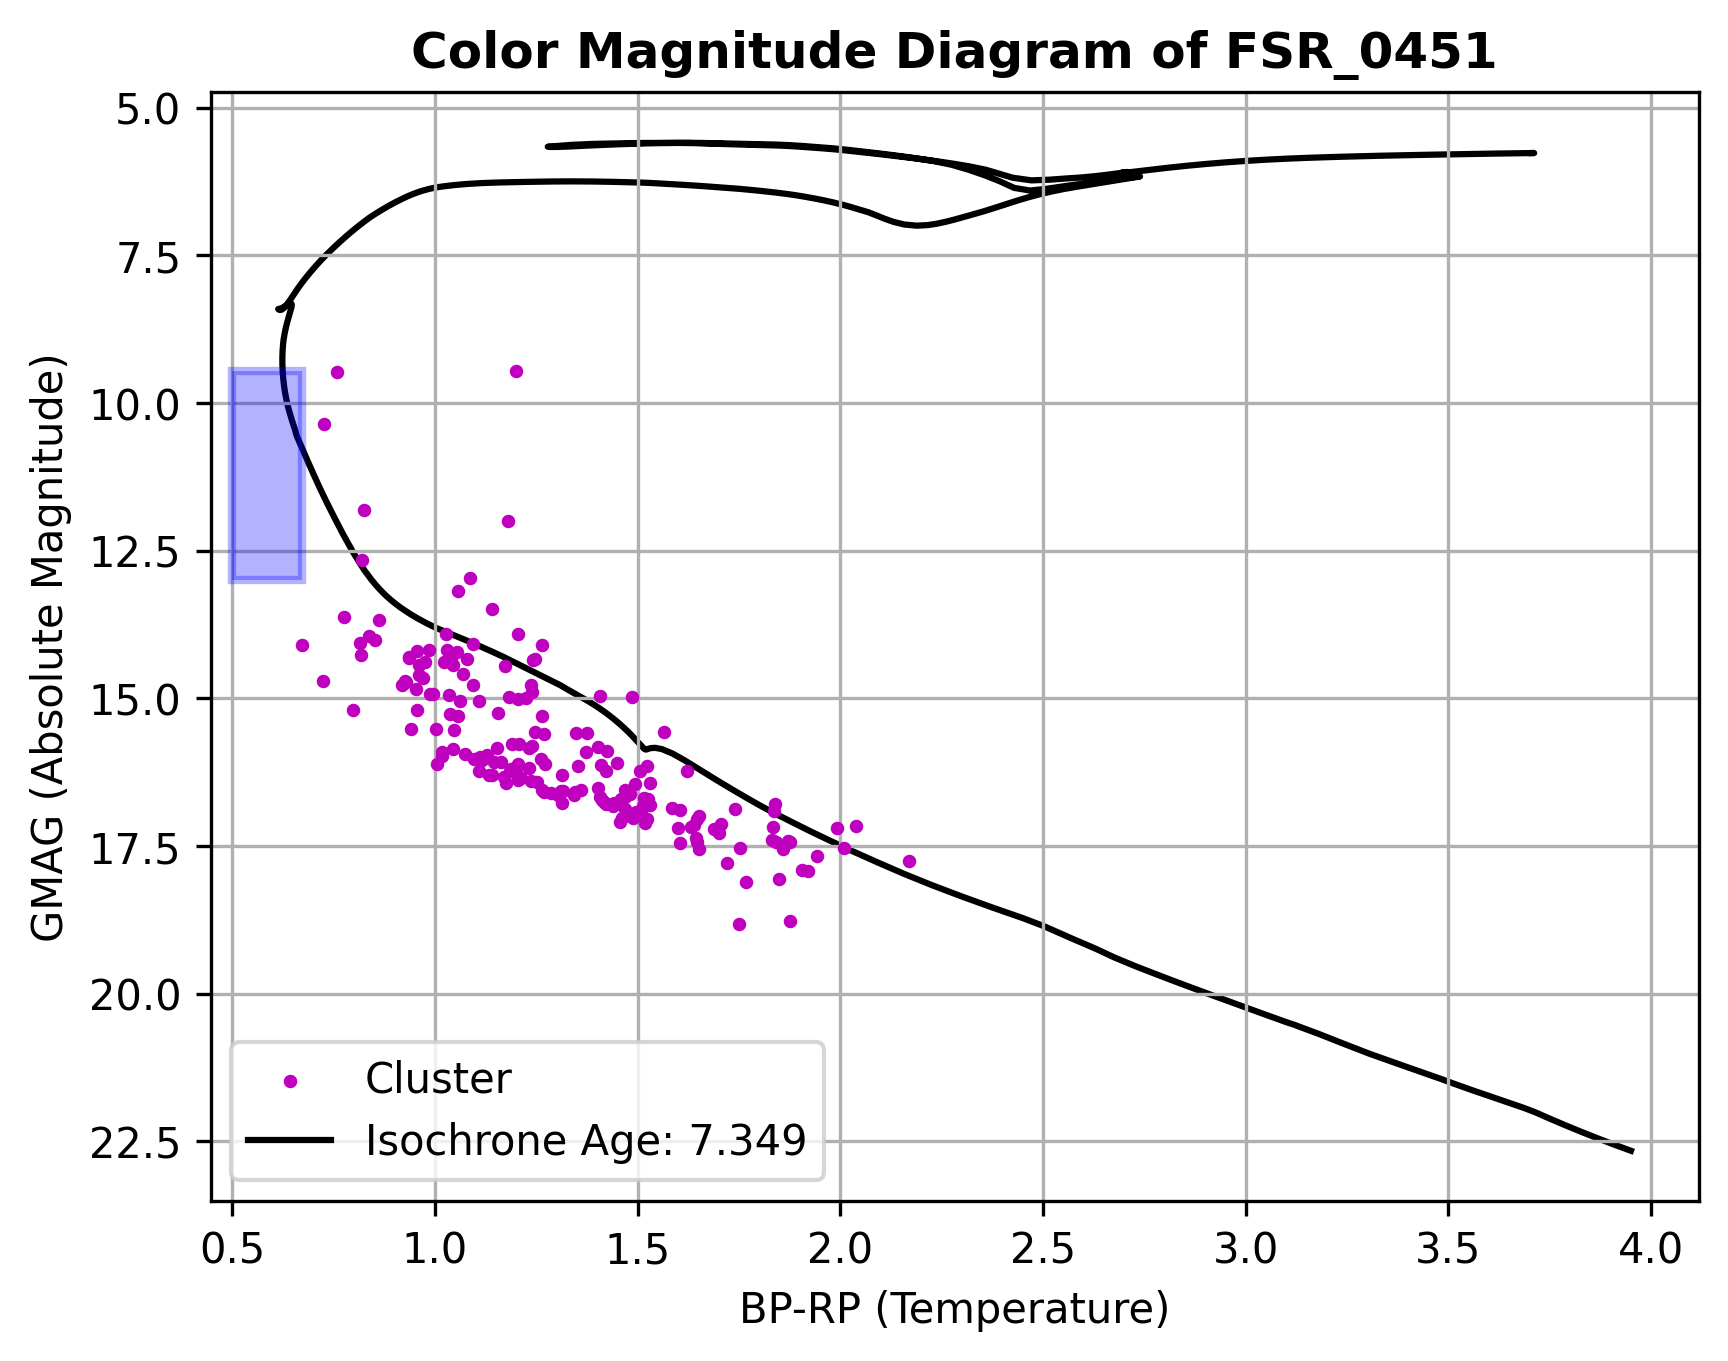 Color Magnitude Diagram of FSR_0451
GMAG (Absolute Magnitude)
5.0
7.5
10.0
12.5
15.0
17.5
20.0
22.5
Cluster
Isochrone Age: 7.349
0.5 1.0 1.5 2.0 2.5 3.0 3.5 4.0
BP-RP (Temperature)